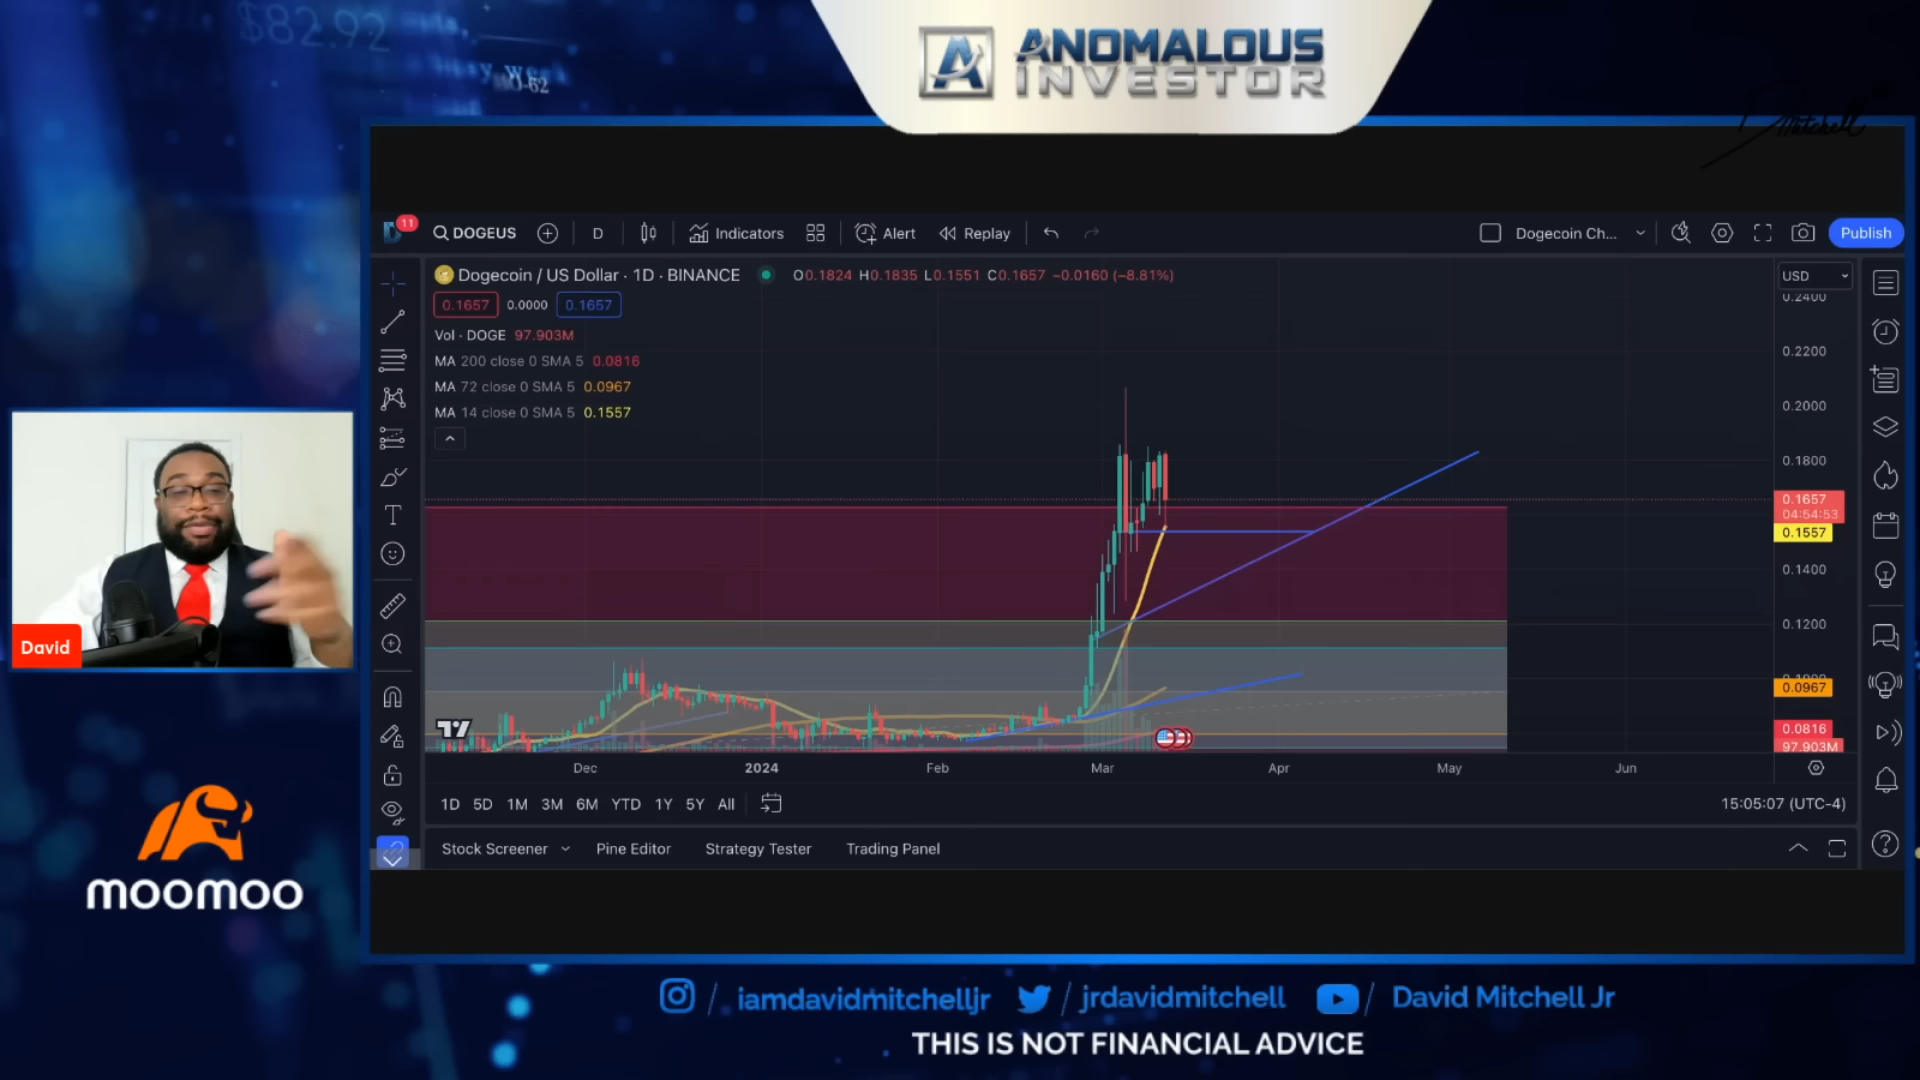 $82.92
ANOMALOUS
INVESTOR
Mitchell
11
DOGEUS
D
Indicators
Alert
Replay
Dogecoin Ch...
Publish
Dogecoin / US Dollar · 1D · BINANCE
O0.1824 H0.1835 L0.1551 C0.1657 −0.0160 (−8.81%)
USD
0.1657 0.0000 0.1657
Vol · DOGE 97.903M
MA 200 close 0 SMA 5 0.0816
MA 72 close 0 SMA 5 0.0967
MA 14 close 0 SMA 5 0.1557
0.2400
0.2200
0.2000
0.1800
0.1657
04:54:53
0.1557
0.1400
0.1200
0.0967
0.0816
97.903M
Dec 2024 Feb Mar Apr May Jun
1D 5D 1M 3M 6M YTD 1Y 5Y All
15:05:07 (UTC-4)
Stock Screener Pine Editor Strategy Tester Trading Panel
David
moomoo
/ iamdavidmitchelljr / jrdavidmitchell / David Mitchell Jr
THIS IS NOT FINANCIAL ADVICE